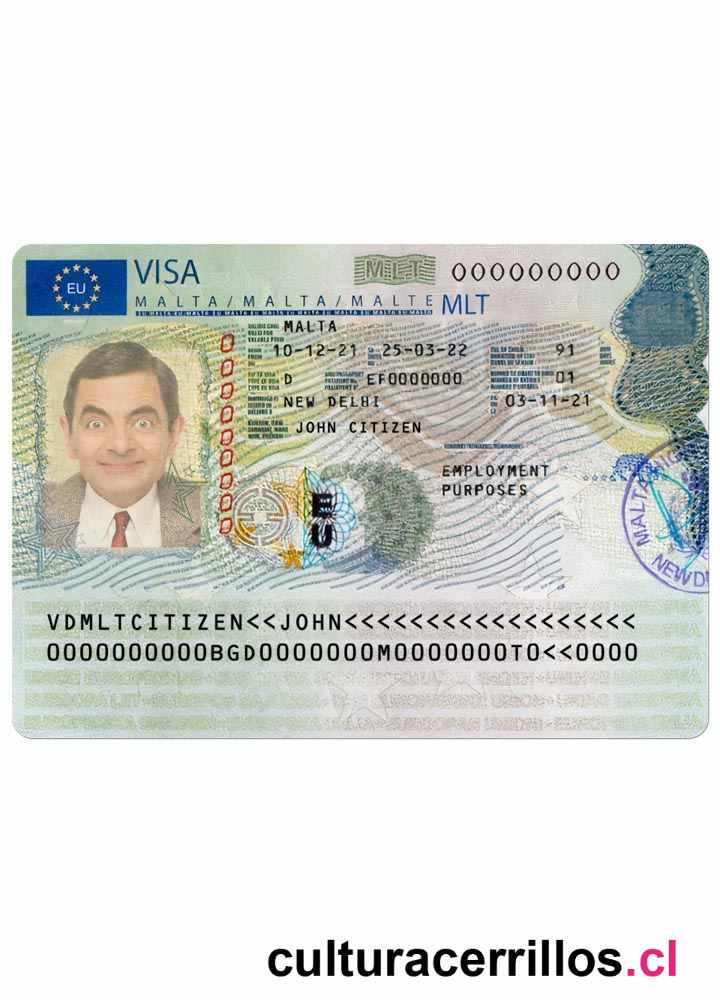 EU
VISA
MLT 000000000
MALTA/MALTA/MALTE MLT
MALTA
10-12-21 25-03-22 91
D EF0000000 01
NEW DELHI 03-11-21
JOHN CITIZEN
000000000
EMPLOYMENT
PURPOSES
EU
MALTA
NEW
VDMLTCITIZEN<<JOHN<<<<<<<<<<<<<<<<<<
0000000000BGD0000000M0000000T0<<0000
culturacerrillos.cl